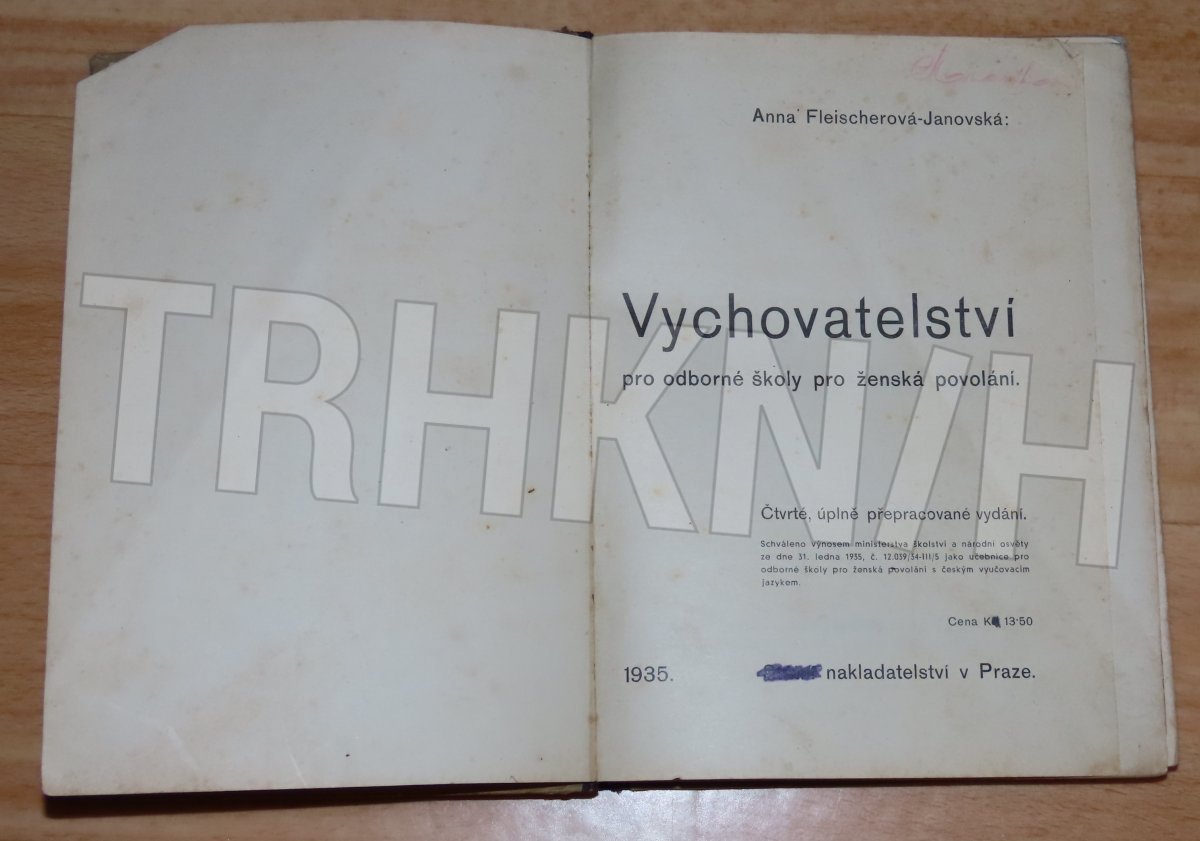 Anna Fleischerová-Janovská:
Vychovatelství
pro odborné školy pro ženská povolání.
Čtvrté, úplně přepracované vydání.
Schváleno výnosem ministerstva školství a národní osvěty
ze dne 31. ledna 1935, č. 12.039/34-III/5 jako učebnice pro
odborné školy pro ženská povolání s českým vyučovacím
jazykem.
Cena K 13·50
1935. nakladatelství v Praze.
TRHKNIH